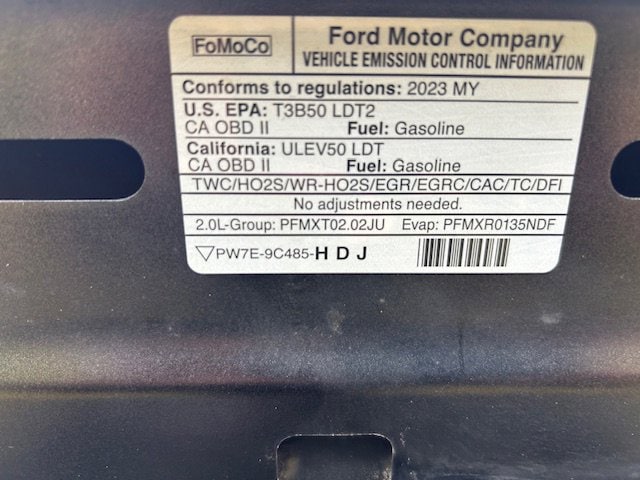 FoMoCo
Ford Motor Company
VEHICLE EMISSION CONTROL INFORMATION
Conforms to regulations: 2023 MY
U.S. EPA: T3B50 LDT2
CA OBD II Fuel: Gasoline
California: ULEV50 LDT
CA OBD II Fuel: Gasoline
TWC/HO2S/WR-HO2S/EGR/EGRC/CAC/TC/DFI
No adjustments needed.
2.0L-Group: PFMXT02.02JU Evap: PFMXR0135NDF
▽PW7E-9C485-H D J